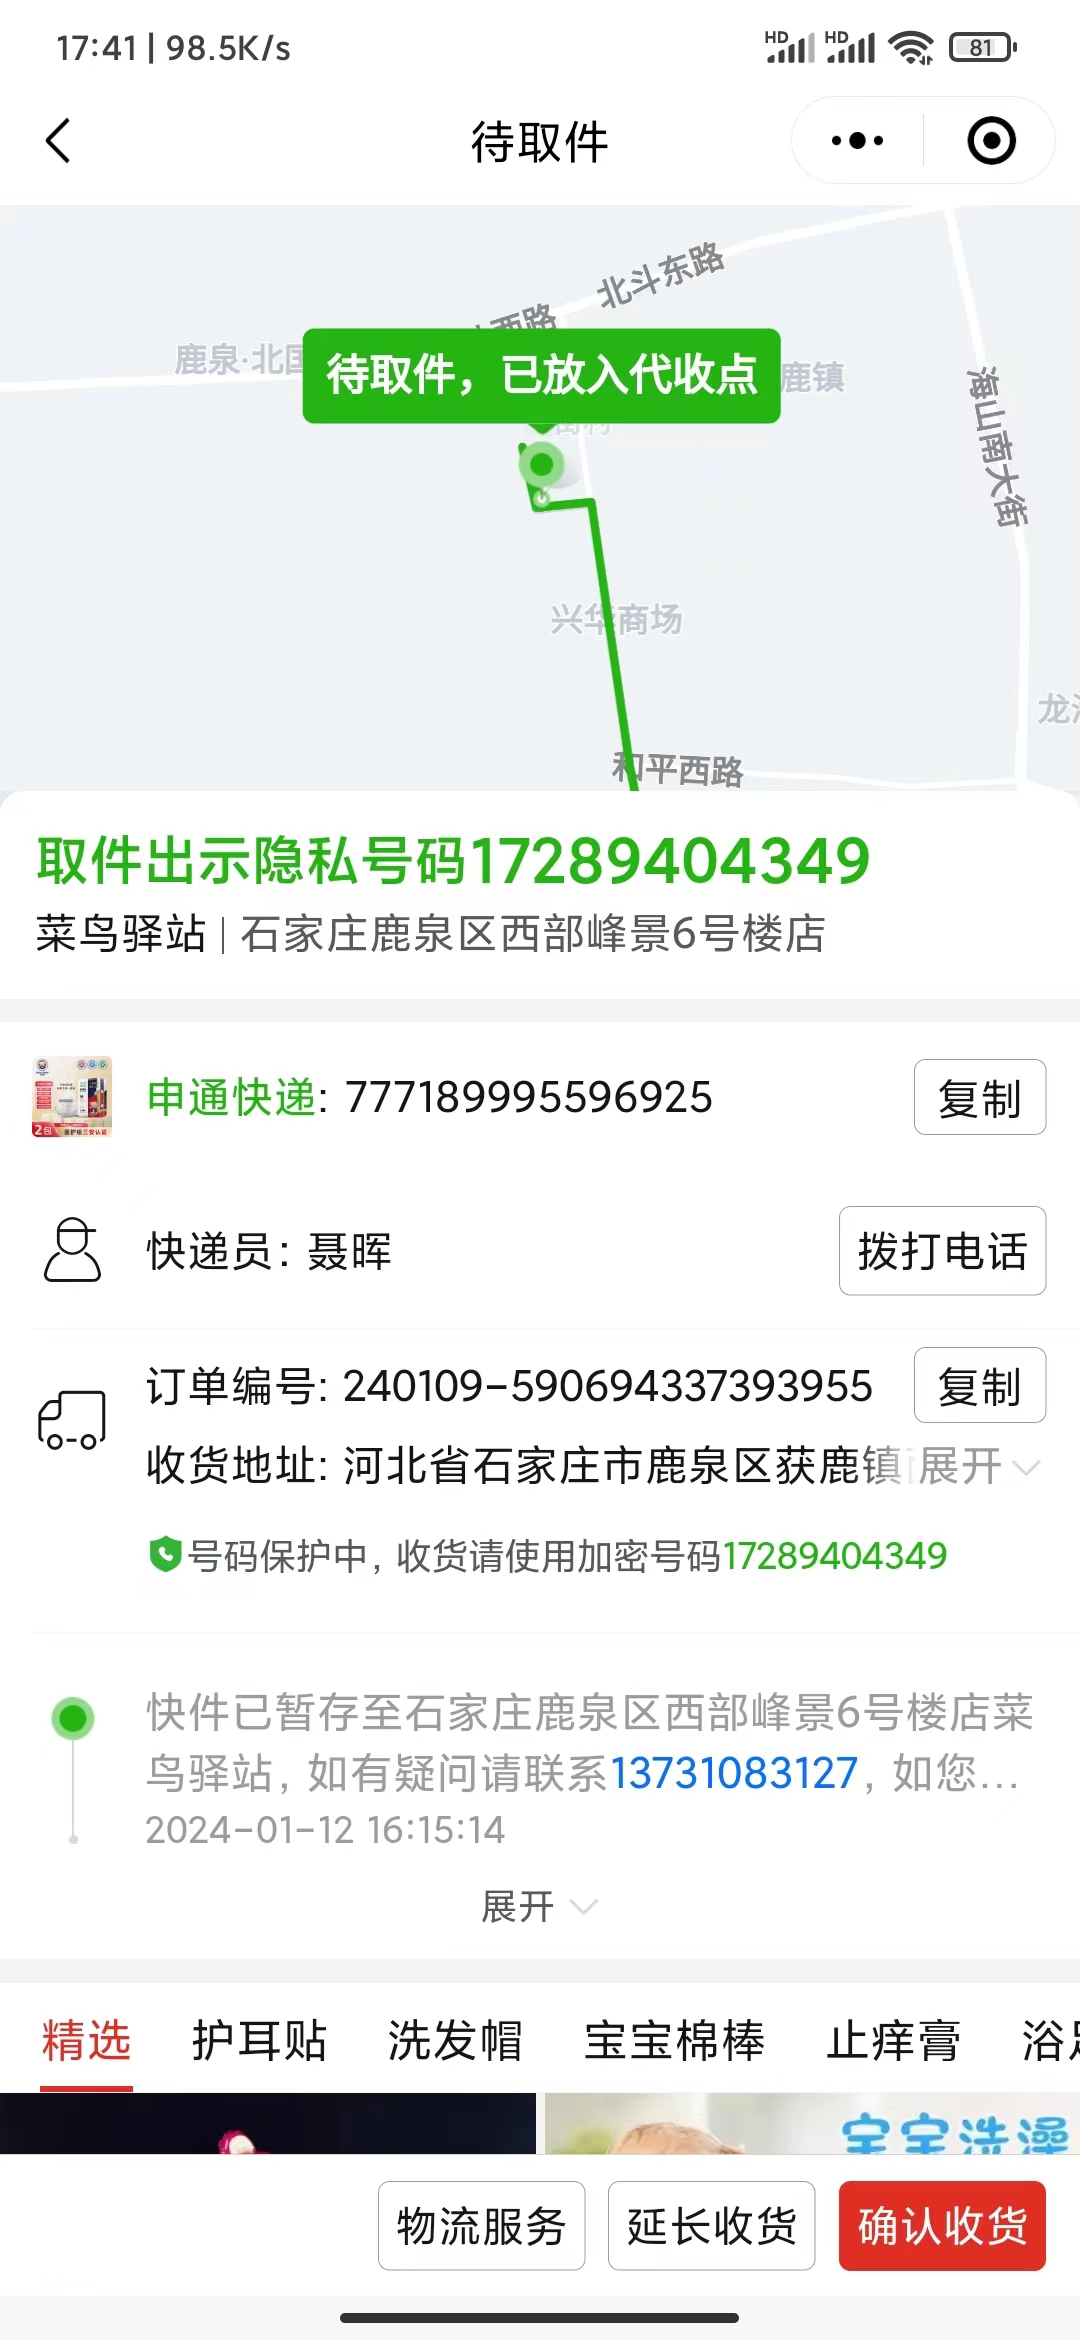 17:41 | 98.5K/s
HD HD 81
待取件
北斗东路
西路
鹿泉·北国
待取件，已放入代收点
鹿镇
海山南大街
兴华商场
和平西路
取件出示隐私号码17289404349
菜鸟驿站 | 石家庄鹿泉区西部峰景6号楼店
申通快递: 777189995596925
复制
2包
快递员: 聂晖
拨打电话
订单编号: 240109-590694337393955
复制
收货地址: 河北省石家庄市鹿泉区获鹿镇
展开
号码保护中, 收货请使用加密号码17289404349
快件已暂存至石家庄鹿泉区西部峰景6号楼店菜
鸟驿站, 如有疑问请联系13731083127, 如您...
2024-01-12 16:15:14
展开
精选 护耳贴 洗发帽 宝宝棉棒 止痒膏 浴
宝宝洗澡
物流服务 延长收货 确认收货